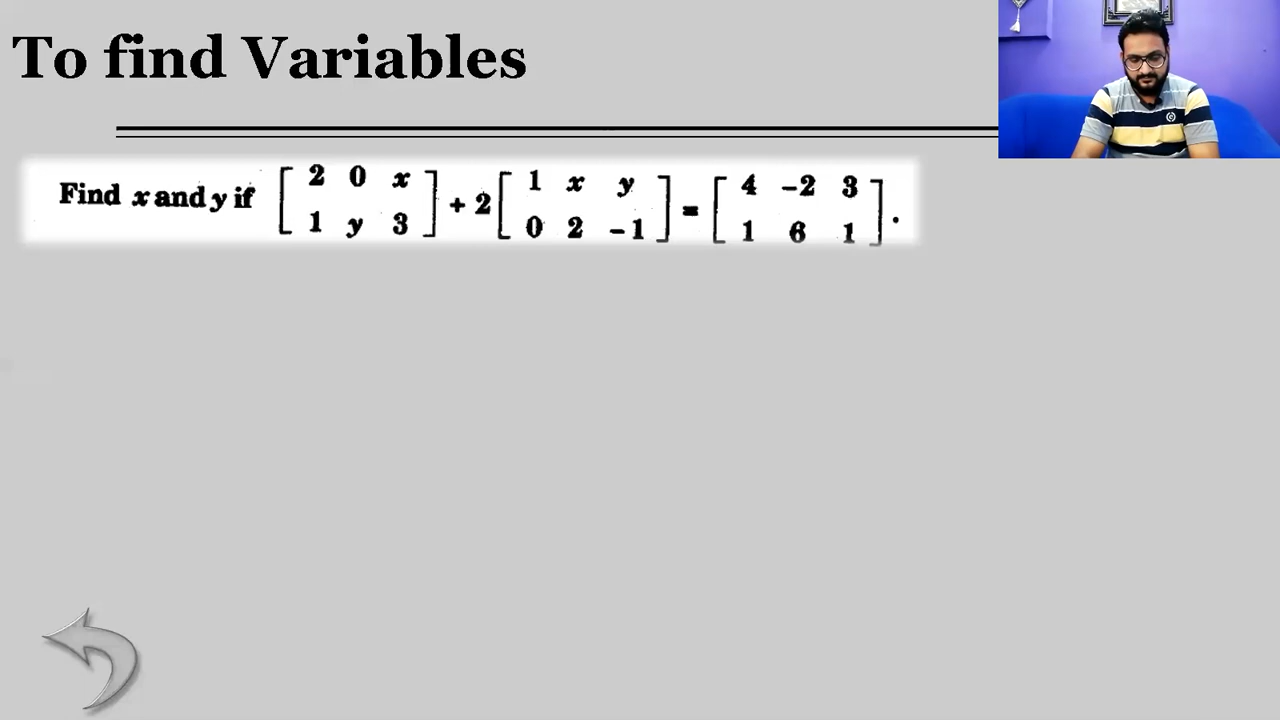 To find Variables
Find x and y if [ 2 0 x ; 1 y 3 ] + 2 [ 1 x y ; 0 2 -1 ] = [ 4 -2 3 ; 1 6 1 ] .